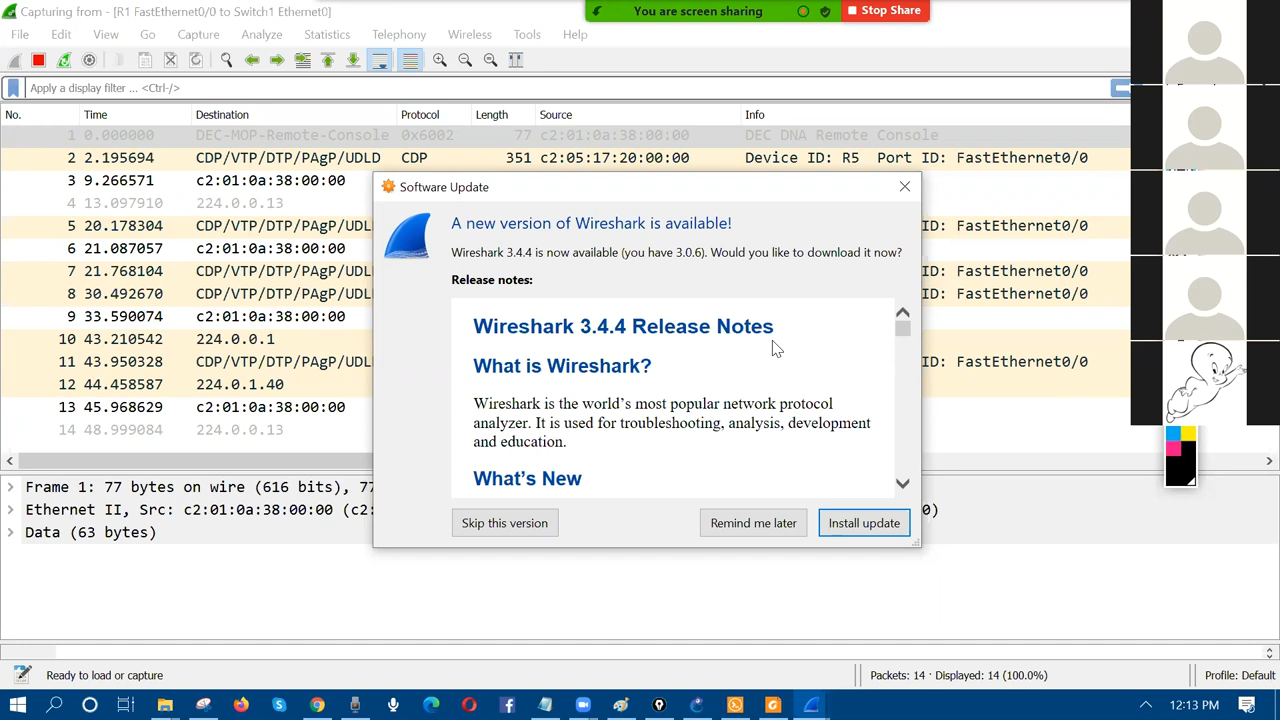 Capturing from - [R1 FastEthernet0/0 to Switch1 Ethernet0]
You are screen sharing
Stop Share
File Edit View Go Capture Analyze Statistics Telephony Wireless Tools Help
Apply a display filter ... <Ctrl-/>
No. Time Destination Protocol Length Source Info
1 0.000000 DEC-MOP-Remote-Console 0x6002 77 c2:01:0a:38:00:00 DEC DNA Remote Console
2 2.195694 CDP/VTP/DTP/PAgP/UDLD CDP 351 c2:05:17:20:00:00 Device ID: R5 Port ID: FastEthernet0/0
3 9.266571 c2:01:0a:38:00:00
4 13.097910 224.0.0.13
5 20.178304 CDP/VTP/DTP/PAgP/UDL ID: FastEthernet0/0
6 21.087057 c2:01:0a:38:00:00
7 21.768104 CDP/VTP/DTP/PAgP/UDL ID: FastEthernet0/0
8 30.492670 CDP/VTP/DTP/PAgP/UDL ID: FastEthernet0/0
9 33.590074 c2:01:0a:38:00:00
10 43.210542 224.0.0.1
11 43.950328 CDP/VTP/DTP/PAgP/UDL ID: FastEthernet0/0
12 44.458587 224.0.1.40
13 45.968629 c2:01:0a:38:00:00
14 48.999084 224.0.0.13
Software Update
A new version of Wireshark is available!
Wireshark 3.4.4 is now available (you have 3.0.6). Would you like to download it now?
Release notes:
Wireshark 3.4.4 Release Notes
What is Wireshark?
Wireshark is the world's most popular network protocol
analyzer. It is used for troubleshooting, analysis, development
and education.
What's New
Skip this version Remind me later Install update
Frame 1: 77 bytes on wire (616 bits), 77
Ethernet II, Src: c2:01:0a:38:00:00 (c2: 0)
Data (63 bytes)
Ready to load or capture
Packets: 14 · Displayed: 14 (100.0%)
Profile: Default
12:13 PM